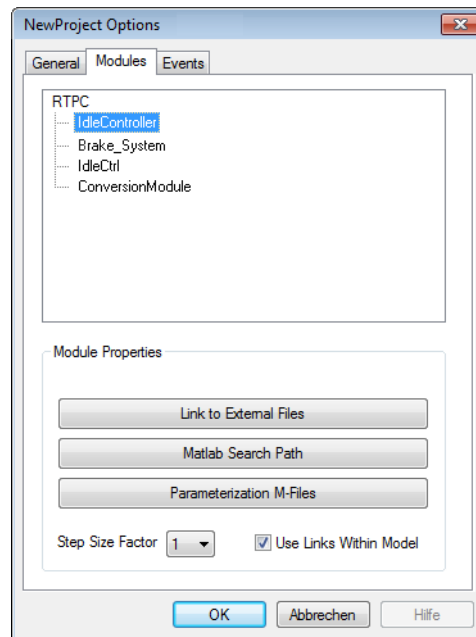 NewProject Options
General Modules Events
RTPC
IdleController
Brake_System
IdleCtrl
ConversionModule
Module Properties
Link to External Files
Matlab Search Path
Parameterization M-Files
Step Size Factor 1 Use Links Within Model
OK Abbrechen Hilfe